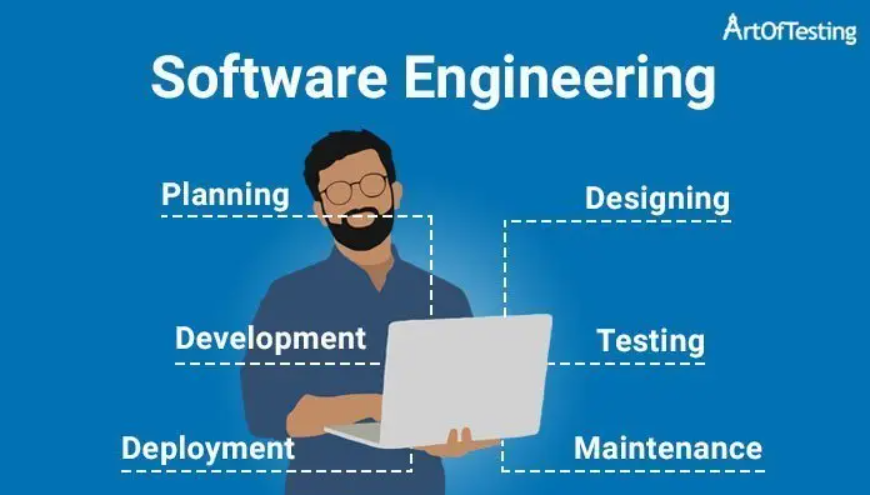 ArtOfTesting
Software Engineering
Planning
Designing
Development
Testing
Deployment
Maintenance